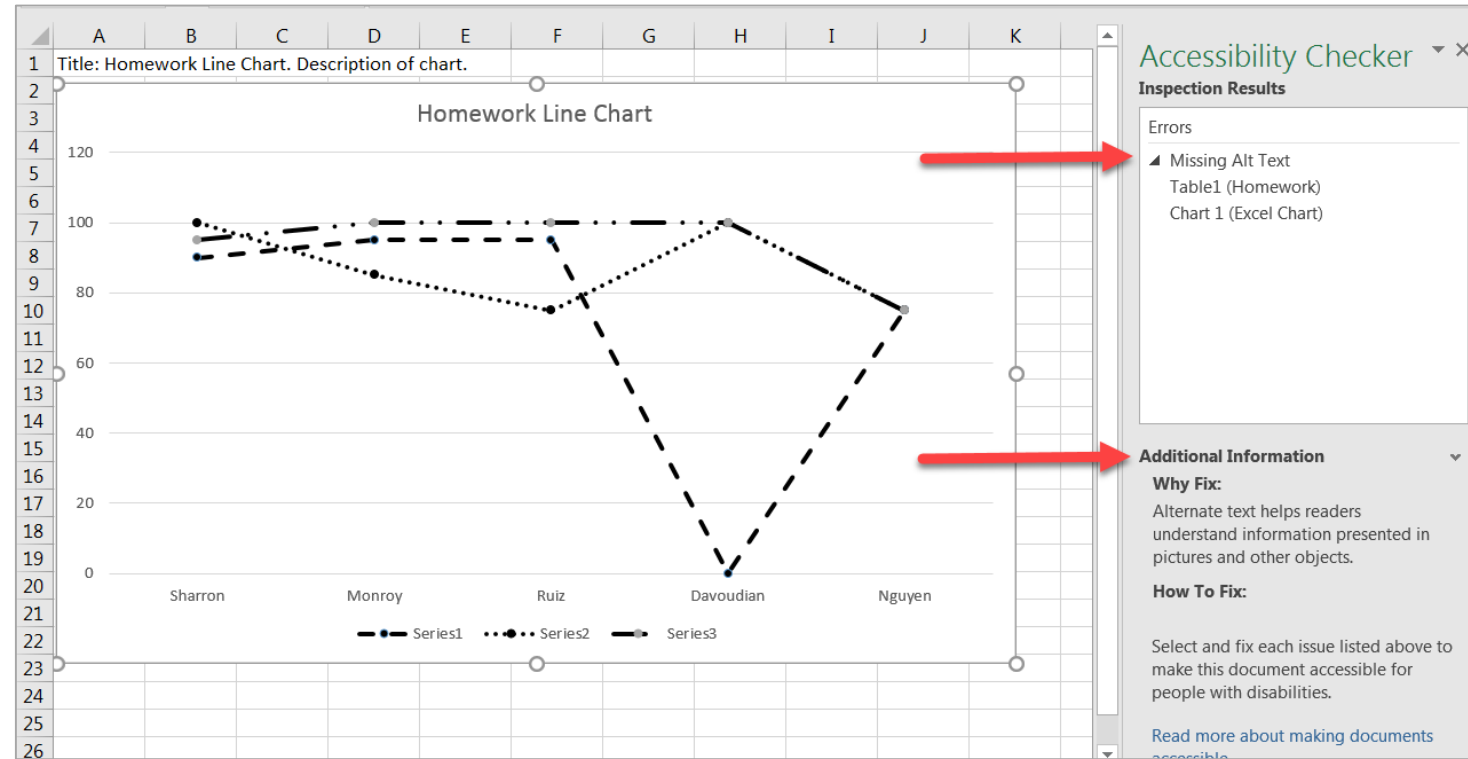 A B C D E F G H I J K
1 Title: Homework Line Chart. Description of chart.
2
3
4
5
6
7
8
9
10
11
12
13
14
15
16
17
18
19
20
21
22
23
24
25
26
Homework Line Chart
120
100
80
60
40
20
0
Sharron Monroy Ruiz Davoudian Nguyen
Series1 Series2 Series3
Accessibility Checker
Inspection Results
Errors
Missing Alt Text
Table1 (Homework)
Chart 1 (Excel Chart)
Additional Information
Why Fix:
Alternate text helps readers
understand information presented in
pictures and other objects.
How To Fix:
Select and fix each issue listed above to
make this document accessible for
people with disabilities.
Read more about making documents
accessible